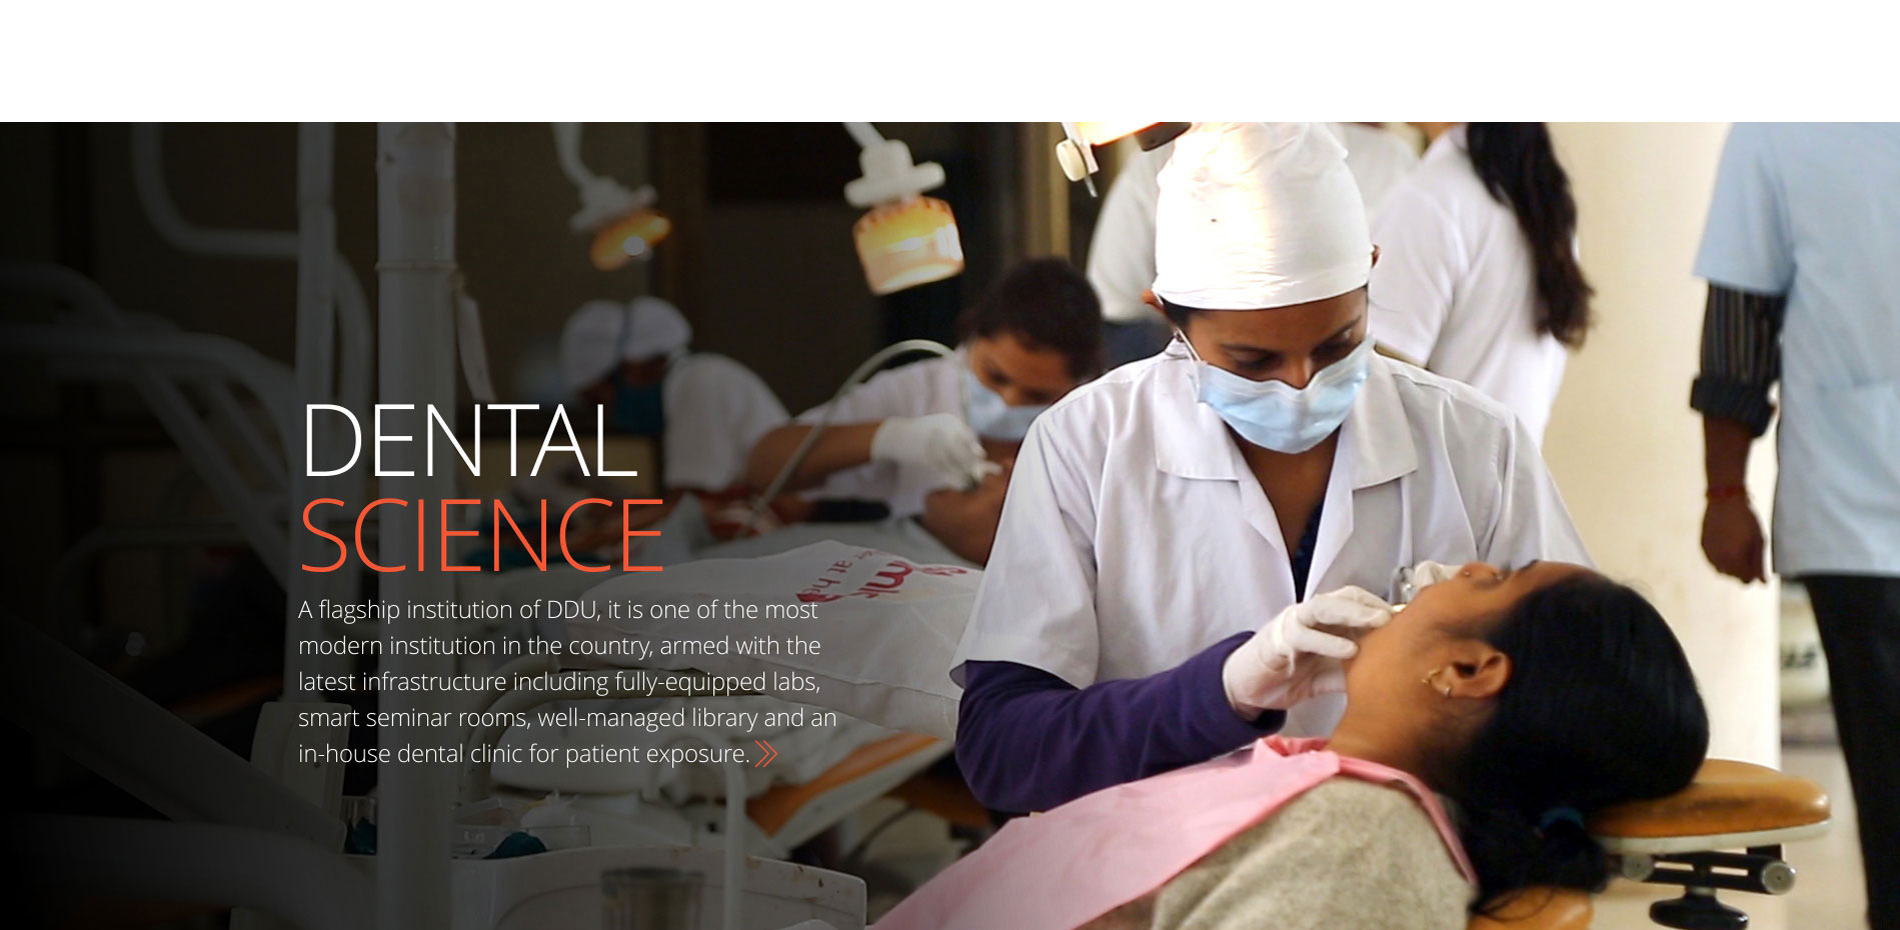 DENTAL
SCIENCE
A flagship institution of DDU, it is one of the most
modern institution in the country, armed with the
latest infrastructure including fully-equipped labs,
smart seminar rooms, well-managed library and an
in-house dental clinic for patient exposure.